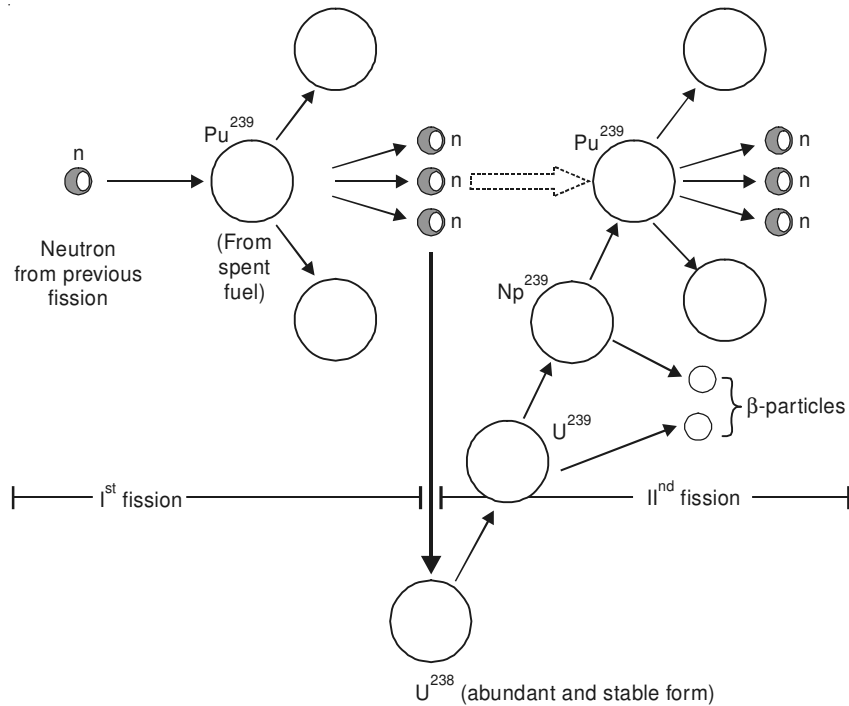 n
Neutron
from previous
fission
Pu²³⁹
(From
spent
fuel)
n
n
n
Pu²³⁹
n
n
n
Np²³⁹
β-particles
U²³⁹
Iˢᵗ fission
IIⁿᵈ fission
U²³⁸ (abundant and stable form)